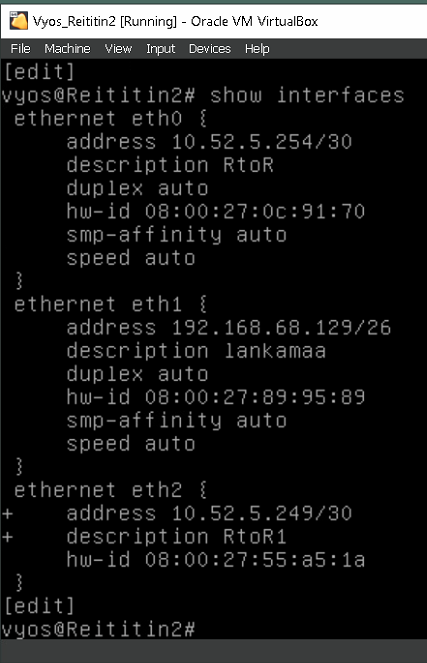 Vyos_Reititin2 [Running] - Oracle VM VirtualBox
File Machine View Input Devices Help
[edit]
vyos@Reititin2# show interfaces
ethernet eth0 {
address 10.52.5.254/30
description RtoR
duplex auto
hw-id 08:00:27:0c:91:70
smp-affinity auto
speed auto
}
ethernet eth1 {
address 192.168.68.129/26
description lankamaa
duplex auto
hw-id 08:00:27:89:95:89
smp-affinity auto
speed auto
}
ethernet eth2 {
+ address 10.52.5.249/30
+ description RtoR1
hw-id 08:00:27:55:a5:1a
}
[edit]
vyos@Reititin2#